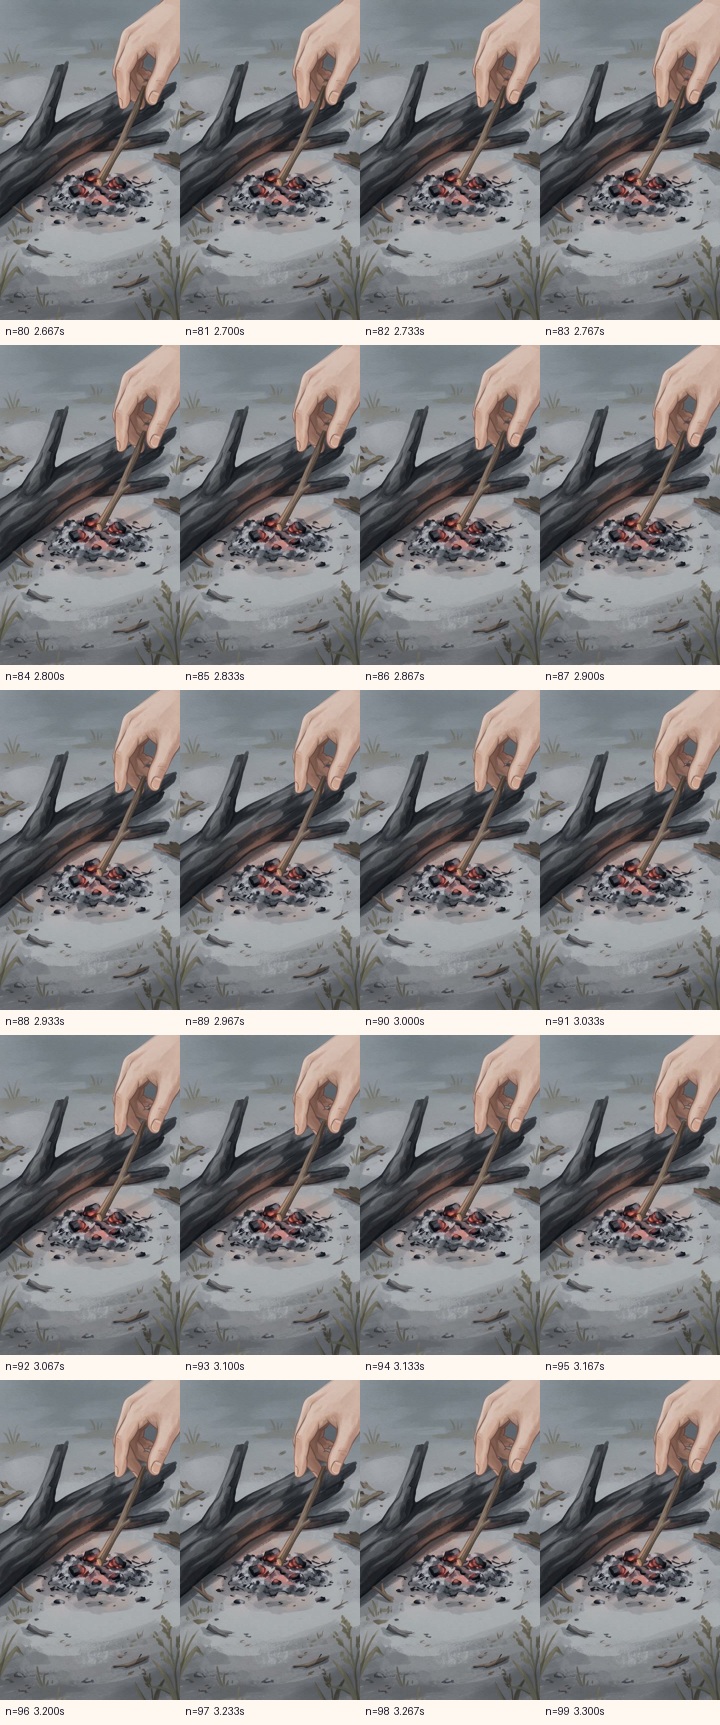 n=80 2.667s
n=81 2.700s
n=82 2.733s
n=83 2.767s
n=84 2.800s
n=85 2.833s
n=86 2.867s
n=87 2.900s
n=88 2.933s
n=89 2.967s
n=90 3.000s
n=91 3.033s
n=92 3.067s
n=93 3.100s
n=94 3.133s
n=95 3.167s
n=96 3.200s
n=97 3.233s
n=98 3.267s
n=99 3.300s